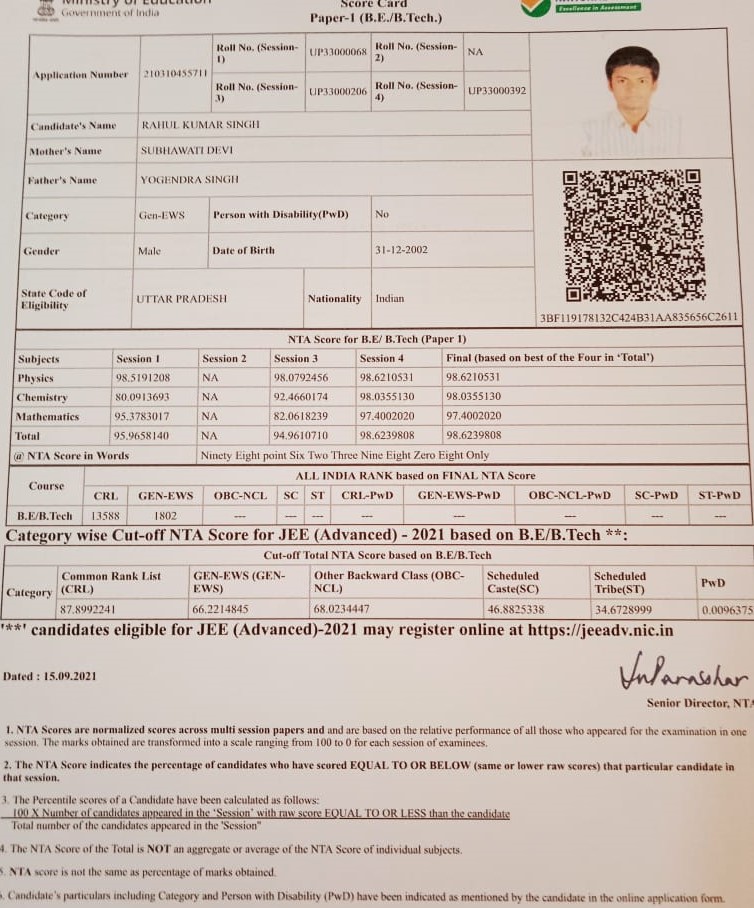 Ministry of Education
Government of India
Score Card
Paper-1 (B.E./B.Tech.)
Excellence in Assessment
Application Number 210310455711 Roll No. (Session-1) UP33000068 Roll No. (Session-2) NA
Roll No. (Session-3) UP33000206 Roll No. (Session-4) UP33000392
Candidate's Name RAHUL KUMAR SINGH
Mother's Name SUBHAWATI DEVI
Father's Name YOGENDRA SINGH
Category Gen-EWS Person with Disability(PwD) No
Gender Male Date of Birth 31-12-2002
State Code of Eligibility UTTAR PRADESH Nationality Indian
3BF119178132C424B31AA835656C2611
NTA Score for B.E/ B.Tech (Paper 1)
Subjects Session 1 Session 2 Session 3 Session 4 Final (based on best of the Four in 'Total')
Physics 98.5191208 NA 98.0792456 98.6210531 98.6210531
Chemistry 80.0913693 NA 92.4660174 98.0355130 98.0355130
Mathematics 95.3783017 NA 82.0618239 97.4002020 97.4002020
Total 95.9658140 NA 94.9610710 98.6239808 98.6239808
@ NTA Score in Words Ninety Eight point Six Two Three Nine Eight Zero Eight Only
Course ALL INDIA RANK based on FINAL NTA Score
CRL GEN-EWS OBC-NCL SC ST CRL-PwD GEN-EWS-PwD OBC-NCL-PwD SC-PwD ST-PwD
B.E/B.Tech 13588 1802 --- --- --- --- --- --- --- ---
Category wise Cut-off NTA Score for JEE (Advanced) - 2021 based on B.E/B.Tech **:
Cut-off Total NTA Score based on B.E/B.Tech
Category Common Rank List (CRL) GEN-EWS (GEN-EWS) Other Backward Class (OBC-NCL) Scheduled Caste(SC) Scheduled Tribe(ST) PwD
87.8992241 66.2214845 68.0234447 46.8825338 34.6728999 0.0096375
'**' candidates eligible for JEE (Advanced)-2021 may register online at https://jeeadv.nic.in
Dated : 15.09.2021
Senior Director, NTA
1. NTA Scores are normalized scores across multi session papers and and are based on the relative performance of all those who appeared for the examination in one
session. The marks obtained are transformed into a scale ranging from 100 to 0 for each session of examinees.
2. The NTA Score indicates the percentage of candidates who have scored EQUAL TO OR BELOW (same or lower raw scores) that particular candidate in
that session.
3. The Percentile scores of a Candidate have been calculated as follows:
100 X Number of candidates appeared in the 'Session' with raw score EQUAL TO OR LESS than the candidate
Total number of the candidates appeared in the 'Session"
4. The NTA Score of the Total is NOT an aggregate or average of the NTA Score of individual subjects.
5. NTA score is not the same as percentage of marks obtained.
6. Candidate's particulars including Category and Person with Disability (PwD) have been indicated as mentioned by the candidate in the online application form.